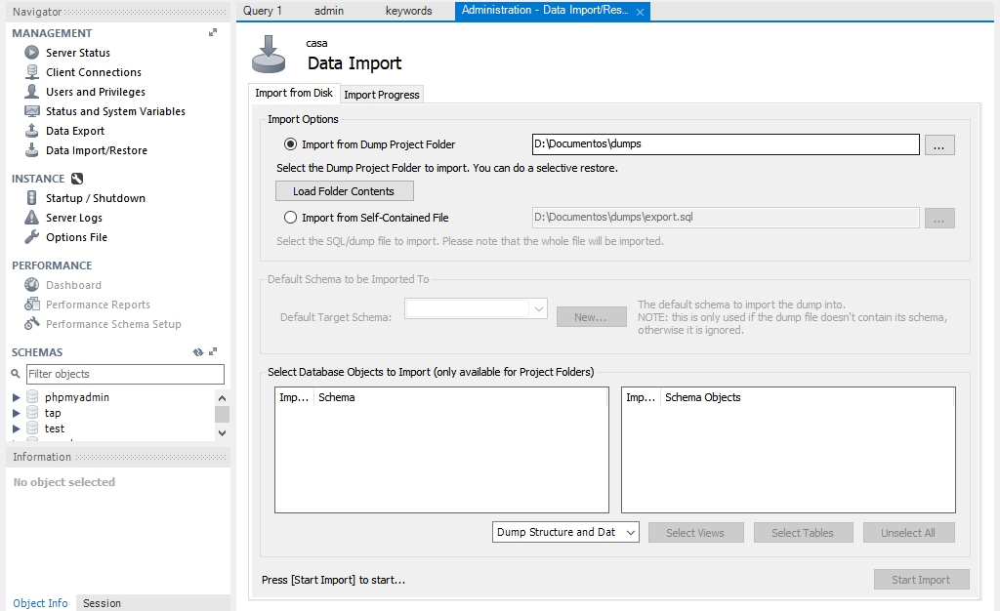 Navigator
MANAGEMENT
Server Status
Client Connections
Users and Privileges
Status and System Variables
Data Export
Data Import/Restore
INSTANCE
Startup / Shutdown
Server Logs
Options File
PERFORMANCE
Dashboard
Performance Reports
Performance Schema Setup
SCHEMAS
Filter objects
phpmyadmin
tap
test
Information
No object selected
Object Info Session
Query 1 admin keywords Administration - Data Import/Res...
casa
Data Import
Import from Disk Import Progress
Import Options
Import from Dump Project Folder D:\Documentos\dumps ...
Select the Dump Project Folder to import. You can do a selective restore.
Load Folder Contents
Import from Self-Contained File D:\Documentos\dumps\export.sql ...
Select the SQL/dump file to import. Please note that the whole file will be imported.
Default Schema to be Imported To
Default Target Schema: New...
The default schema to import the dump into.
NOTE: this is only used if the dump file doesn't contain its schema,
otherwise it is ignored.
Select Database Objects to Import (only available for Project Folders)
Imp... Schema Imp... Schema Objects
Dump Structure and Dat Select Views Select Tables Unselect All
Press [Start Import] to start... Start Import